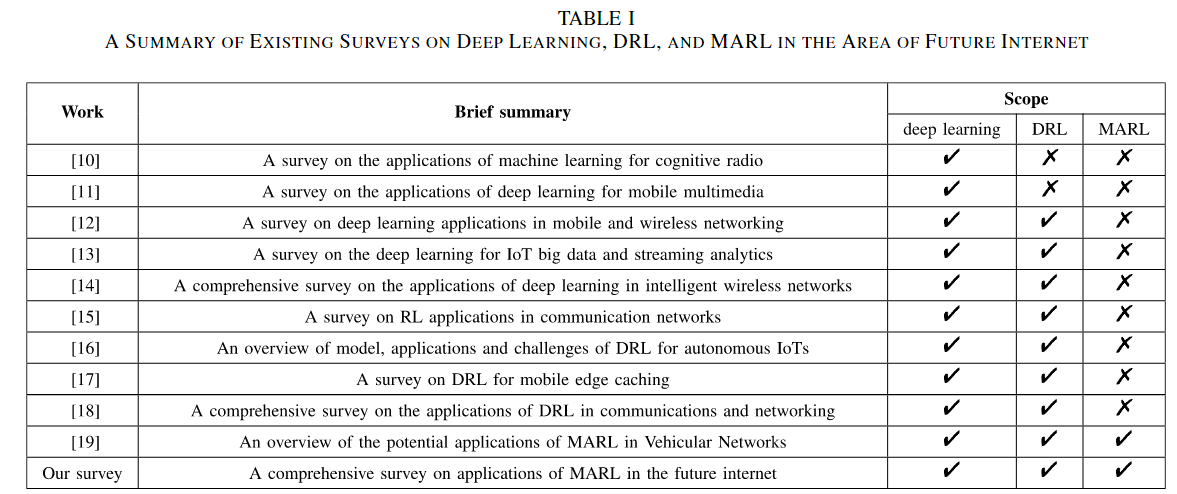 TABLE I
A SUMMARY OF EXISTING SURVEYS ON DEEP LEARNING, DRL, AND MARL IN THE AREA OF FUTURE INTERNET
Work Brief summary Scope
deep learning DRL MARL
[10] A survey on the applications of machine learning for cognitive radio ✔ ✘ ✘
[11] A survey on the applications of deep learning for mobile multimedia ✔ ✘ ✘
[12] A survey on deep learning applications in mobile and wireless networking ✔ ✔ ✘
[13] A survey on the deep learning for IoT big data and streaming analytics ✔ ✔ ✘
[14] A comprehensive survey on the applications of deep learning in intelligent wireless networks ✔ ✔ ✘
[15] A survey on RL applications in communication networks ✔ ✔ ✘
[16] An overview of model, applications and challenges of DRL for autonomous IoTs ✔ ✔ ✘
[17] A survey on DRL for mobile edge caching ✔ ✔ ✘
[18] A comprehensive survey on the applications of DRL in communications and networking ✔ ✔ ✘
[19] An overview of the potential applications of MARL in Vehicular Networks ✔ ✔ ✔
Our survey A comprehensive survey on applications of MARL in the future internet ✔ ✔ ✔